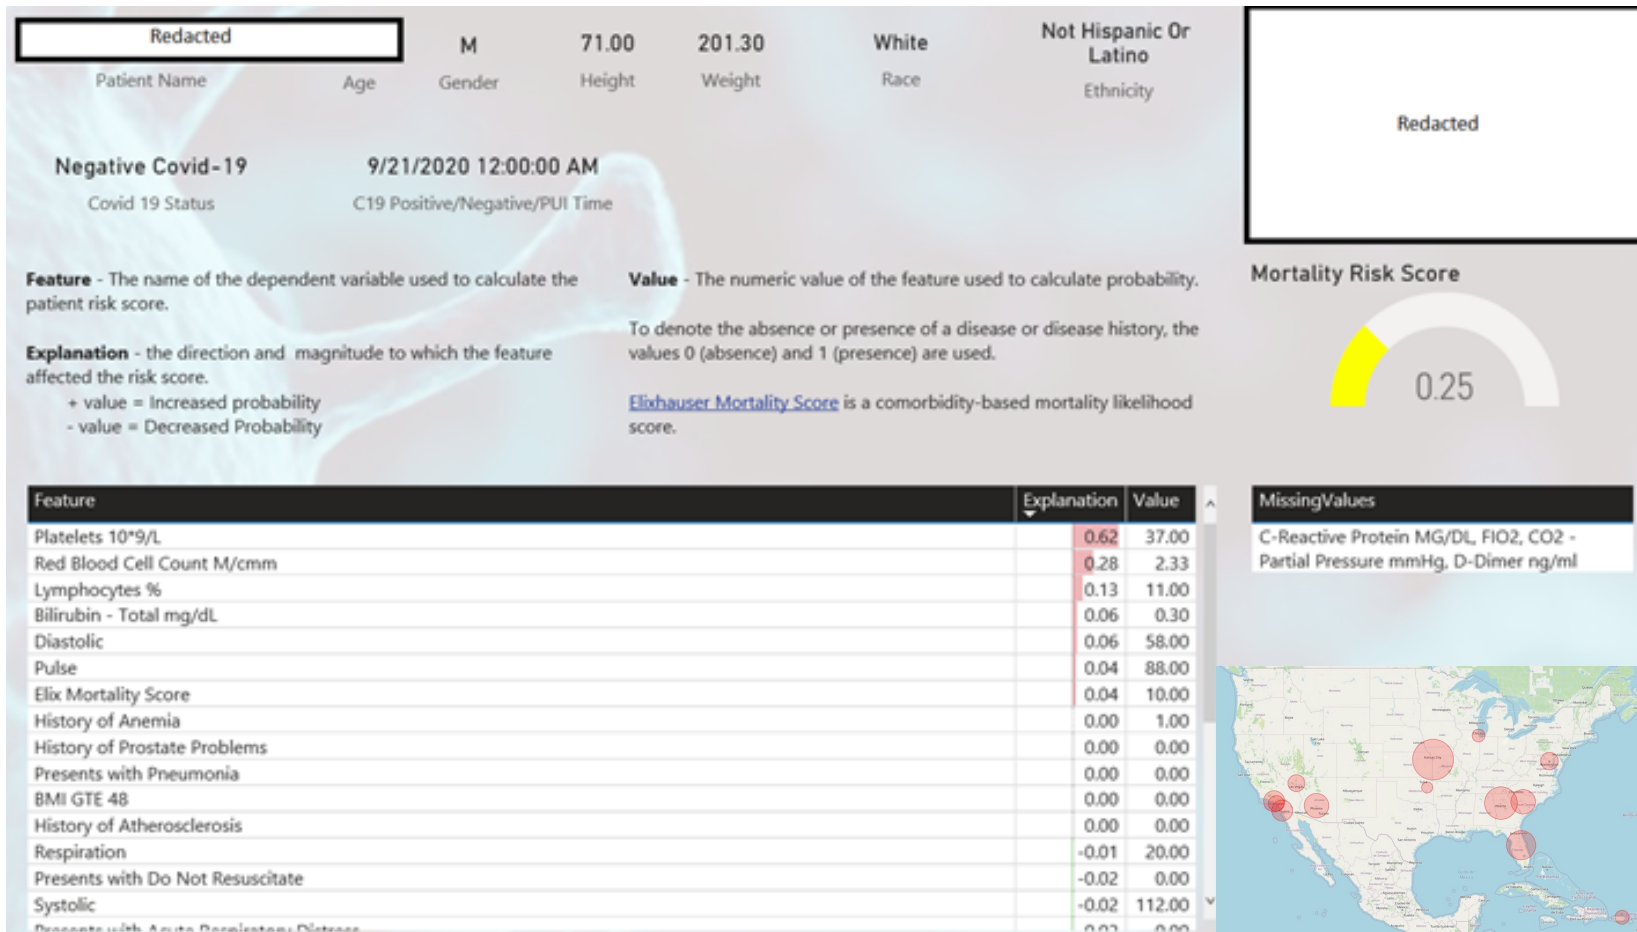 Redacted
Patient Name
Age
M
Gender
71.00
Height
201.30
Weight
White
Race
Not Hispanic Or
Latino
Ethnicity
Redacted
Negative Covid-19
Covid 19 Status
9/21/2020 12:00:00 AM
C19 Positive/Negative/PUI Time
Feature - The name of the dependent variable used to calculate the
patient risk score.
Explanation - the direction and magnitude to which the feature
affected the risk score.
+ value = Increased probability
- value = Decreased Probability
Value - The numeric value of the feature used to calculate probability.
To denote the absence or presence of a disease or disease history, the
values 0 (absence) and 1 (presence) are used.
Elixhauser Mortality Score is a comorbidity-based mortality likelihood
score.
Mortality Risk Score
0.25
Feature Explanation Value
Platelets 10*9/L 0.62 37.00
Red Blood Cell Count M/cmm 0.28 2.33
Lymphocytes % 0.13 11.00
Bilirubin - Total mg/dL 0.06 0.30
Diastolic 0.06 58.00
Pulse 0.04 88.00
Elix Mortality Score 0.04 10.00
History of Anemia 0.00 1.00
History of Prostate Problems 0.00 0.00
Presents with Pneumonia 0.00 0.00
BMI GTE 48 0.00 0.00
History of Atherosclerosis 0.00 0.00
Respiration -0.01 20.00
Presents with Do Not Resuscitate -0.02 0.00
Systolic -0.02 112.00
Presents with Acute Respiratory Distress
MissingValues
C-Reactive Protein MG/DL, FIO2, CO2 -
Partial Pressure mmHg, D-Dimer ng/ml